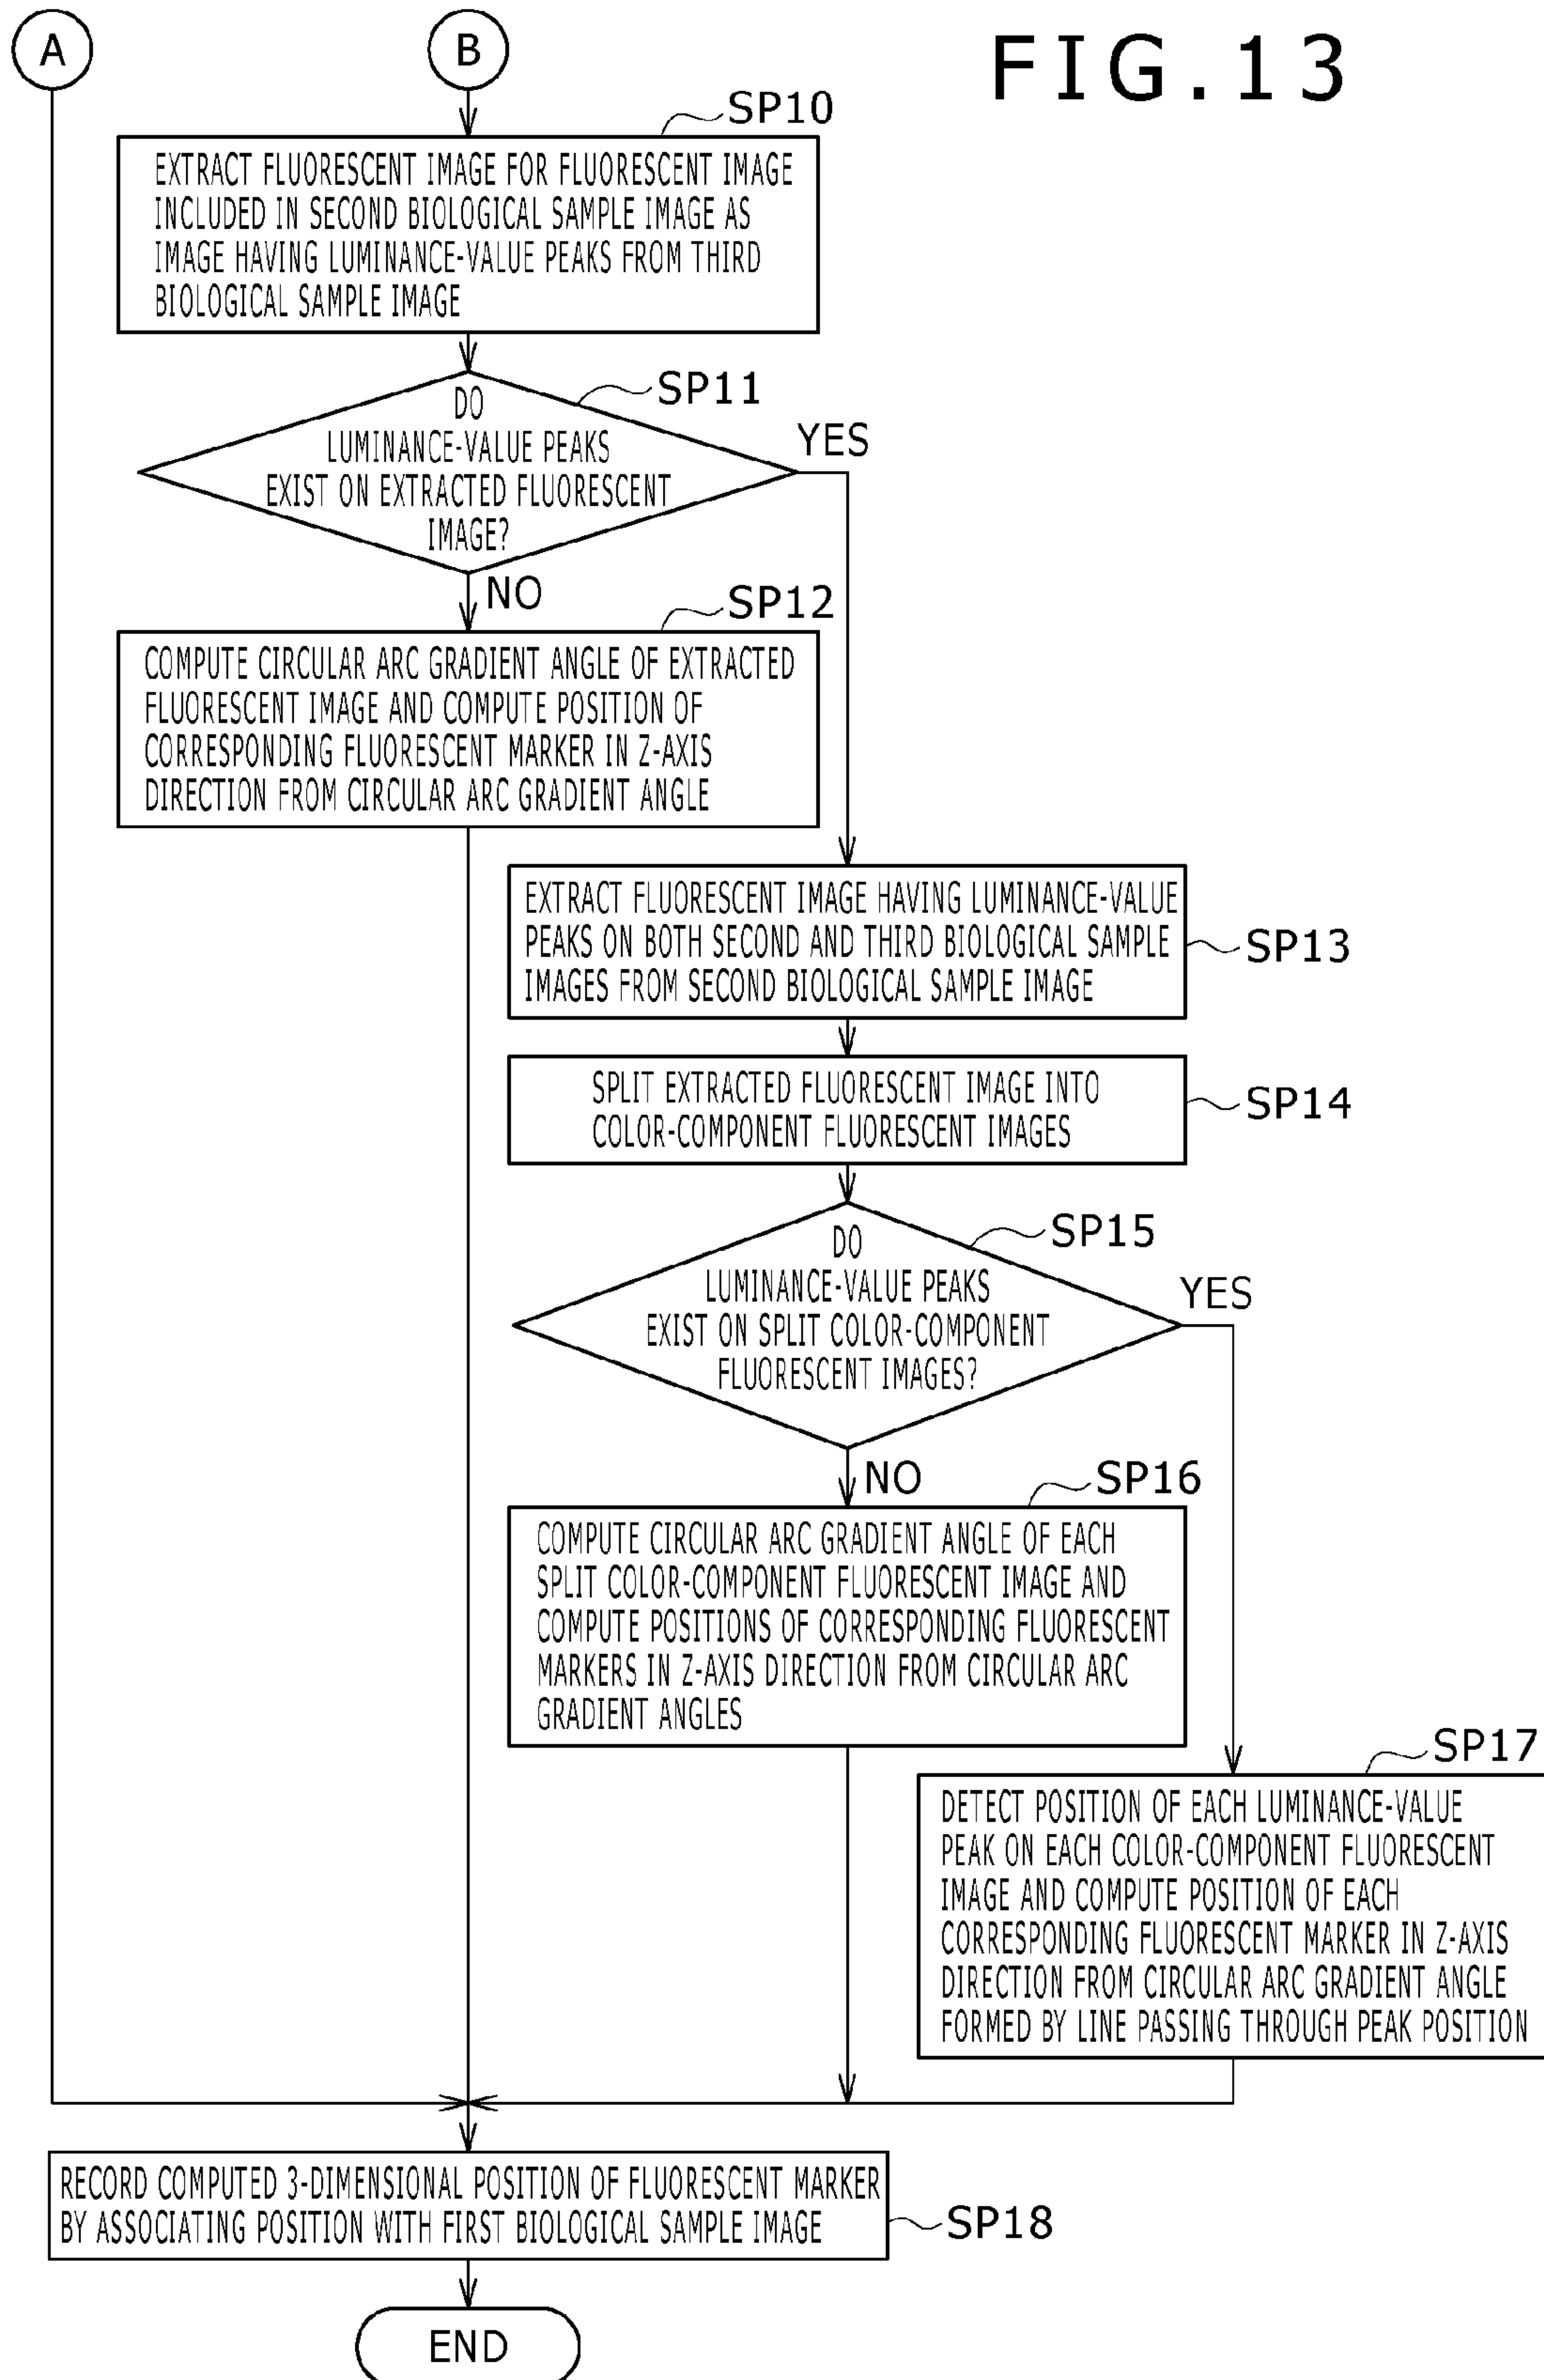 A
B
FIG.13
SP10
EXTRACT FLUORESCENT IMAGE FOR FLUORESCENT IMAGE
INCLUDED IN SECOND BIOLOGICAL SAMPLE IMAGE AS
IMAGE HAVING LUMINANCE-VALUE PEAKS FROM THIRD
BIOLOGICAL SAMPLE IMAGE
SP11
DO
LUMINANCE-VALUE PEAKS
EXIST ON EXTRACTED FLUORESCENT
IMAGE?
YES
NO
SP12
COMPUTE CIRCULAR ARC GRADIENT ANGLE OF EXTRACTED
FLUORESCENT IMAGE AND COMPUTE POSITION OF
CORRESPONDING FLUORESCENT MARKER IN Z-AXIS
DIRECTION FROM CIRCULAR ARC GRADIENT ANGLE
EXTRACT FLUORESCENT IMAGE HAVING LUMINANCE-VALUE
PEAKS ON BOTH SECOND AND THIRD BIOLOGICAL SAMPLE
IMAGES FROM SECOND BIOLOGICAL SAMPLE IMAGE
SP13
SPLIT EXTRACTED FLUORESCENT IMAGE INTO
COLOR-COMPONENT FLUORESCENT IMAGES
SP14
SP15
DO
LUMINANCE-VALUE PEAKS
EXIST ON SPLIT COLOR-COMPONENT
FLUORESCENT IMAGES?
YES
NO
SP16
COMPUTE CIRCULAR ARC GRADIENT ANGLE OF EACH
SPLIT COLOR-COMPONENT FLUORESCENT IMAGE AND
COMPUTE POSITIONS OF CORRESPONDING FLUORESCENT
MARKERS IN Z-AXIS DIRECTION FROM CIRCULAR ARC
GRADIENT ANGLES
SP17
DETECT POSITION OF EACH LUMINANCE-VALUE
PEAK ON EACH COLOR-COMPONENT FLUORESCENT
IMAGE AND COMPUTE POSITION OF EACH
CORRESPONDING FLUORESCENT MARKER IN Z-AXIS
DIRECTION FROM CIRCULAR ARC GRADIENT ANGLE
FORMED BY LINE PASSING THROUGH PEAK POSITION
RECORD COMPUTED 3-DIMENSIONAL POSITION OF FLUORESCENT MARKER
BY ASSOCIATING POSITION WITH FIRST BIOLOGICAL SAMPLE IMAGE
SP18
END